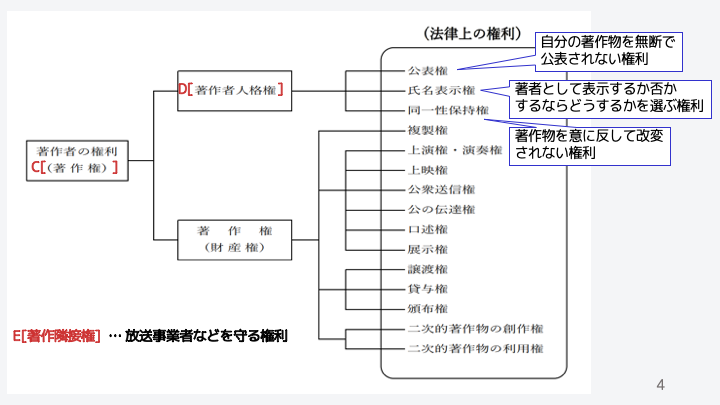 (法律上の権利)
自分の著作物を無断で
公表されない権利
公表権
D[著作者人格権]
氏名表示権
著者として表示するか否か
するならどうするかを選ぶ権利
同一性保持権
著作物を意に反して改変
されない権利
複製権
著作者の権利
C[(著作権)]
上演権・演奏権
上映権
公衆送信権
公の伝達権
著作権
(財産権)
口述権
展示権
譲渡権
貸与権
頒布権
二次的著作物の創作権
二次的著作物の利用権
E[著作隣接権] … 放送事業者などを守る権利
4